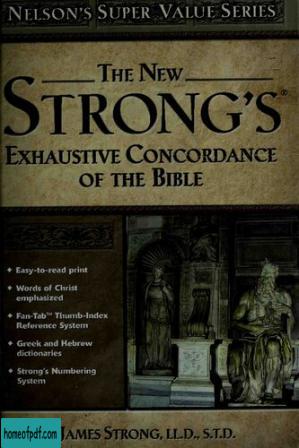 NELSON'S SUPER VALUE SERIES
THE NEW
STRONG'S®
EXHAUSTIVE CONCORDANCE
OF THE BIBLE
Easy-to-read print
Words of Christ
emphasized
Fan-Tab™ Thumb-Index
Reference System
Greek and Hebrew
dictionaries
Strong's Numbering
System
JAMES STRONG, LL.D., S.T.D.
homeofpdf.com